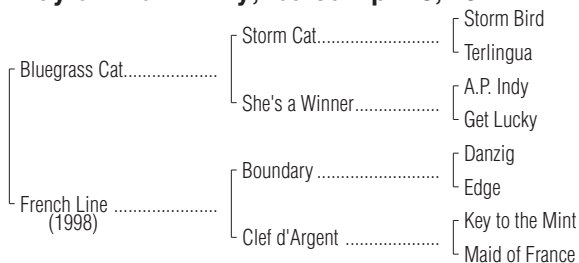 Storm Bird
Storm Cat....................
Terlingua
Bluegrass Cat..................
A.P. Indy
She's a Winner..................
Get Lucky
Danzig
Boundary ..........................
Edge
French Line ....................
(1998)
Key to the Mint
Clef d'Argent ....................
Maid of France